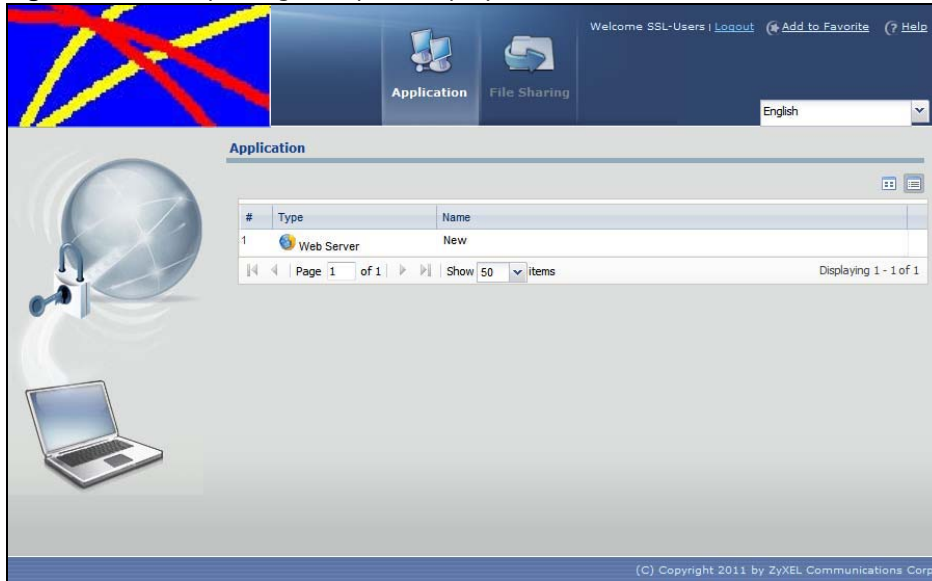 Welcome SSL-Users | Logout Add to Favorite Help
Application File Sharing
English
Application
# Type Name
1 Web Server New
Page 1 of 1 Show 50 items Displaying 1 - 1 of 1
(C) Copyright 2011 by ZyXEL Communications Corp